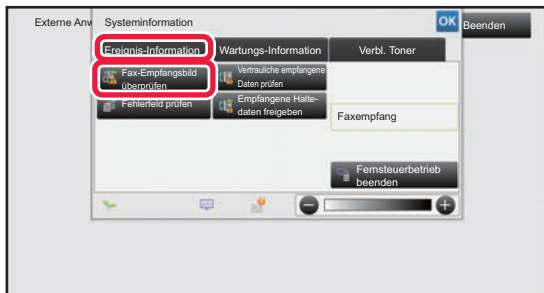 Externe Anw
Systeminformation
OK
Beenden
Ereignis-Information
Wartungs-Information
Verbl. Toner
Fax-Empfangsbild
überprüfen
Vertrauliche empfangene
Daten prüfen
Fehlerfeld prüfen
Empfangene Halte-
daten freigeben
Faxempfang
Fernsteuerbetrieb
beenden